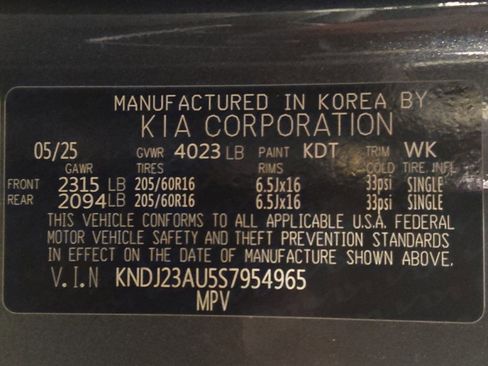 MANUFACTURED IN KOREA BY
KIA CORPORATION
05/25 GVWR 4023 LB PAINT KDT TRIM WK
GAWR TIRES RIMS COLD TIRE. INFL
FRONT 2315 LB 205/60R16 6.5Jx16 33psi SINGLE
REAR 2094 LB 205/60R16 6.5Jx16 33psi SINGLE
THIS VEHICLE CONFORMS TO ALL APPLICABLE U.S.A. FEDERAL
MOTOR VEHICLE SAFETY AND THEFT PREVENTION STANDARDS
IN EFFECT ON THE DATE OF MANUFACTURE SHOWN ABOVE.
V.I.N KNDJ23AU5S7954965
MPV